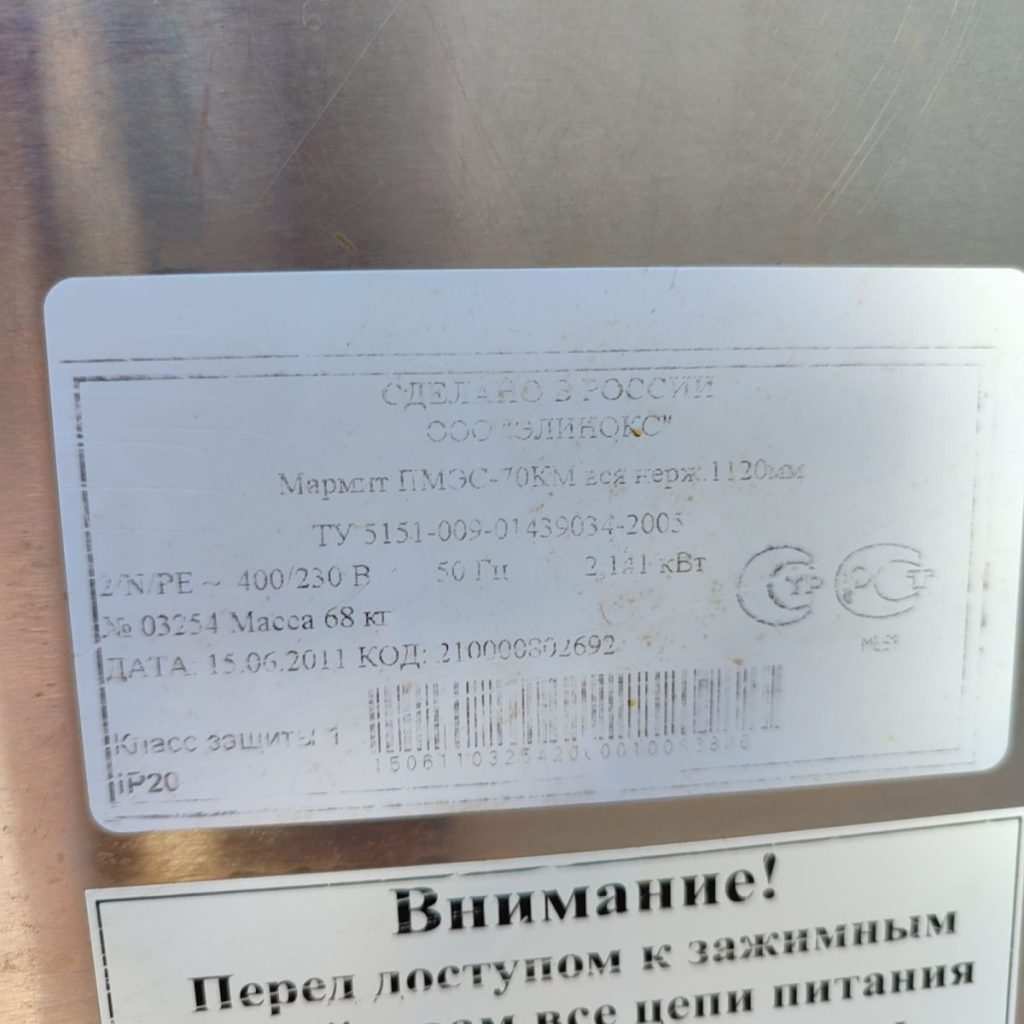 СДЕЛАНО В РОССИИ
ООО "ЭЛИНОКС"
Мармит ПМЭС-70КМ вся нерж.1120мм
ТУ 5151-009-01439034-2005
2/N/PE ~ 400/230 В 50 Гц 2,121 кВт
№ 03254 Масса 68 кг
ДАТА: 15.06.2011 КОД: 210000802692
Класс защиты 1
iP20
Внимание!
Перед доступом к зажимным
все цепи питания